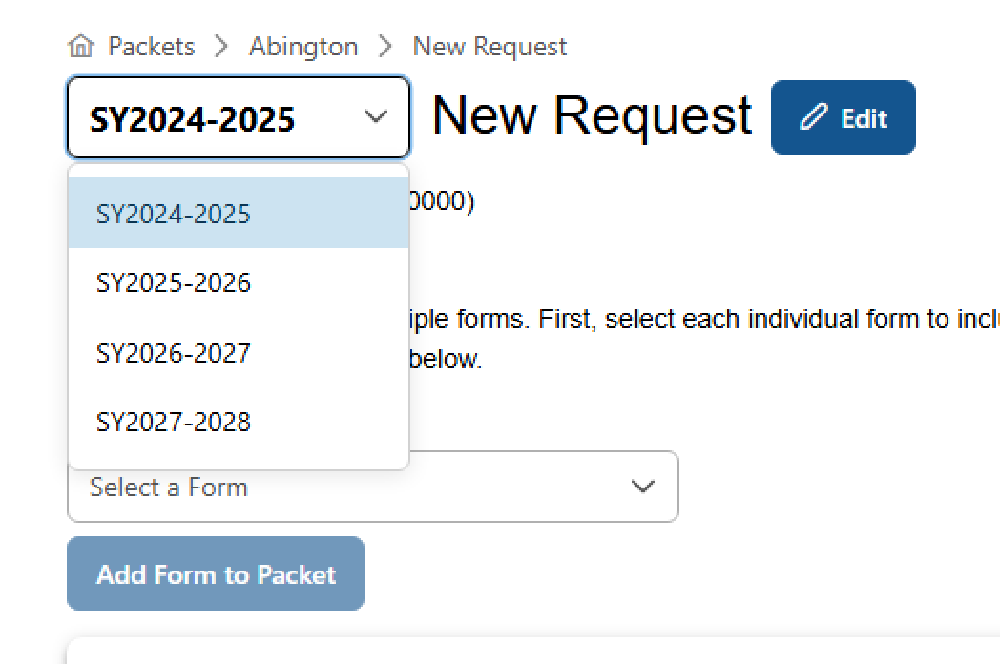 Packets > Abington > New Request
SY2024-2025 New Request Edit
SY2024-2025
0000)
SY2025-2026
iple forms. First, select each individual form to
SY2026-2027
below.
SY2027-2028
Select a Form
Add Form to Packet